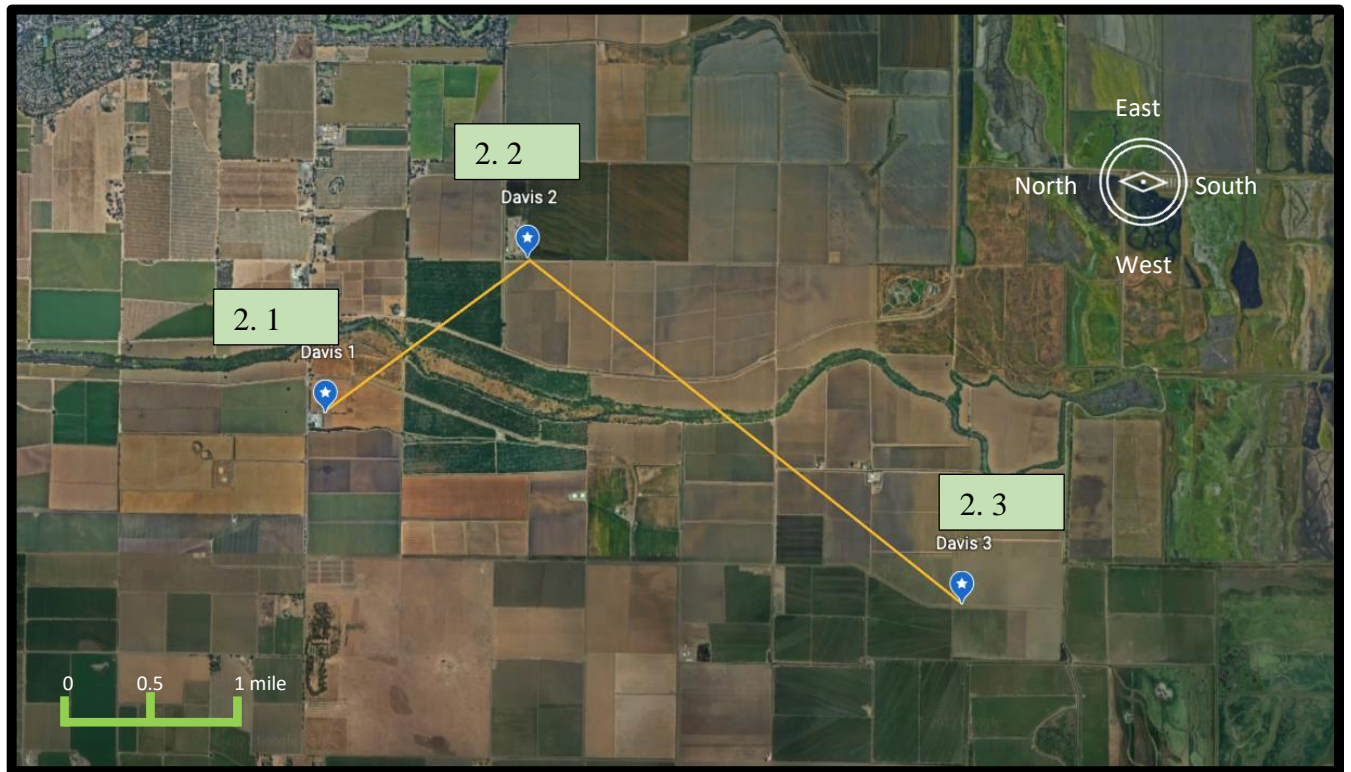 East
2. 2
North
South
Davis 2
West
2. 1
Davis 1
2. 3
Davis 3
0 0.5 1 mile